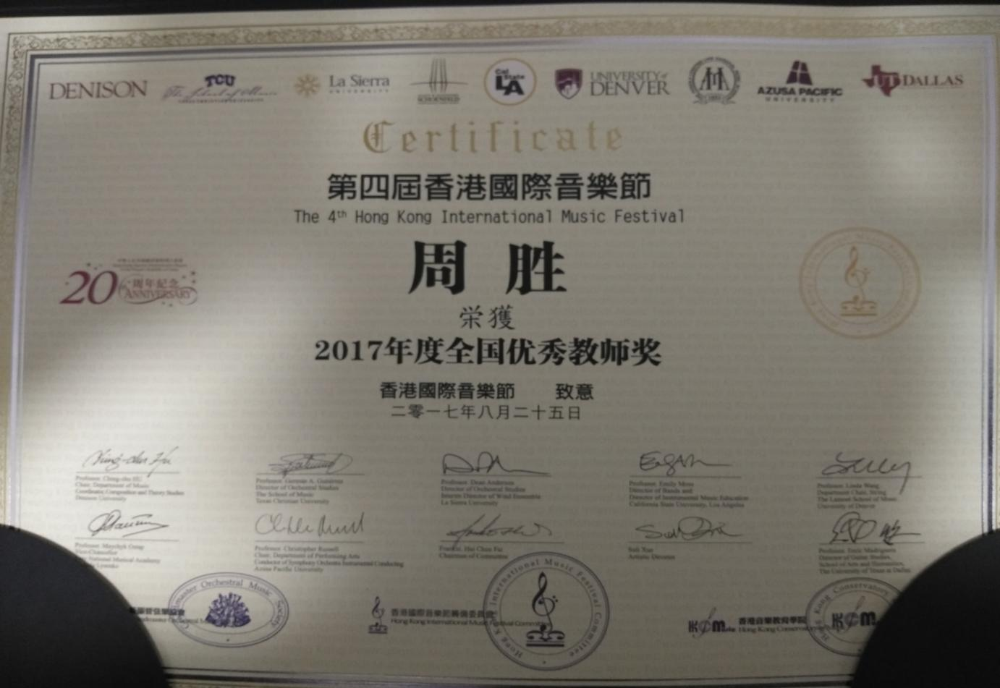 DENISON
TCU
The School of Music
La Sierra
UNIVERSITY
SCHOENFELD
Cal State LA
UNIVERSITY of DENVER
AZUSA PACIFIC
UNIVERSITY
UT DALLAS
Certificate
第四屆香港國際音樂節
The 4th Hong Kong International Music Festival
周 胜
20th 周年紀念
ANNIVERSARY
荣獲
2017年度全国优秀教师奖
香港國際音樂節 致意
二零一七年八月二十五日
Professor. Ching-chu HU
Chair, Department of Music
Coordinator, Composition and Theory Studies
Denison University
Professor. German A. Gutierrez
Director of Orchestral Studies
The School of Music
Texas Christian University
Professor. Dean Anderson
Director of Orchestral Studies
Interim Director of Wind Ensemble
La Sierra University
Professor. Emily Moss
Director of Bands and
Director of Instrumental Music Education
California State University, Los Angeles
Professor. Linda Wang
Department Chair, String
The Lamont School of Music
University of Denver
Vice-Chancellor
National Musical Academy
Professor. Christopher Russell
Chair, Department of Performing Arts
Conductor of Symphony Orchestra Instrumental Conducting
Azusa Pacific University
Hui Chun Fai
Chairman of Committee
Suli Xue
Artistic Director
Professor. Enric Madriguera
Director of Guitar Studies,
School of Arts and Humanities,
The University of Texas at Dallas
Orchestral Music Society
香港國際音樂節籌備委員會
Hong Kong International Music Festival Committee
Hong Kong International Music Festival Committee
香港音樂教育學院
Hong Kong Conservatory
Hong Kong Conservatory